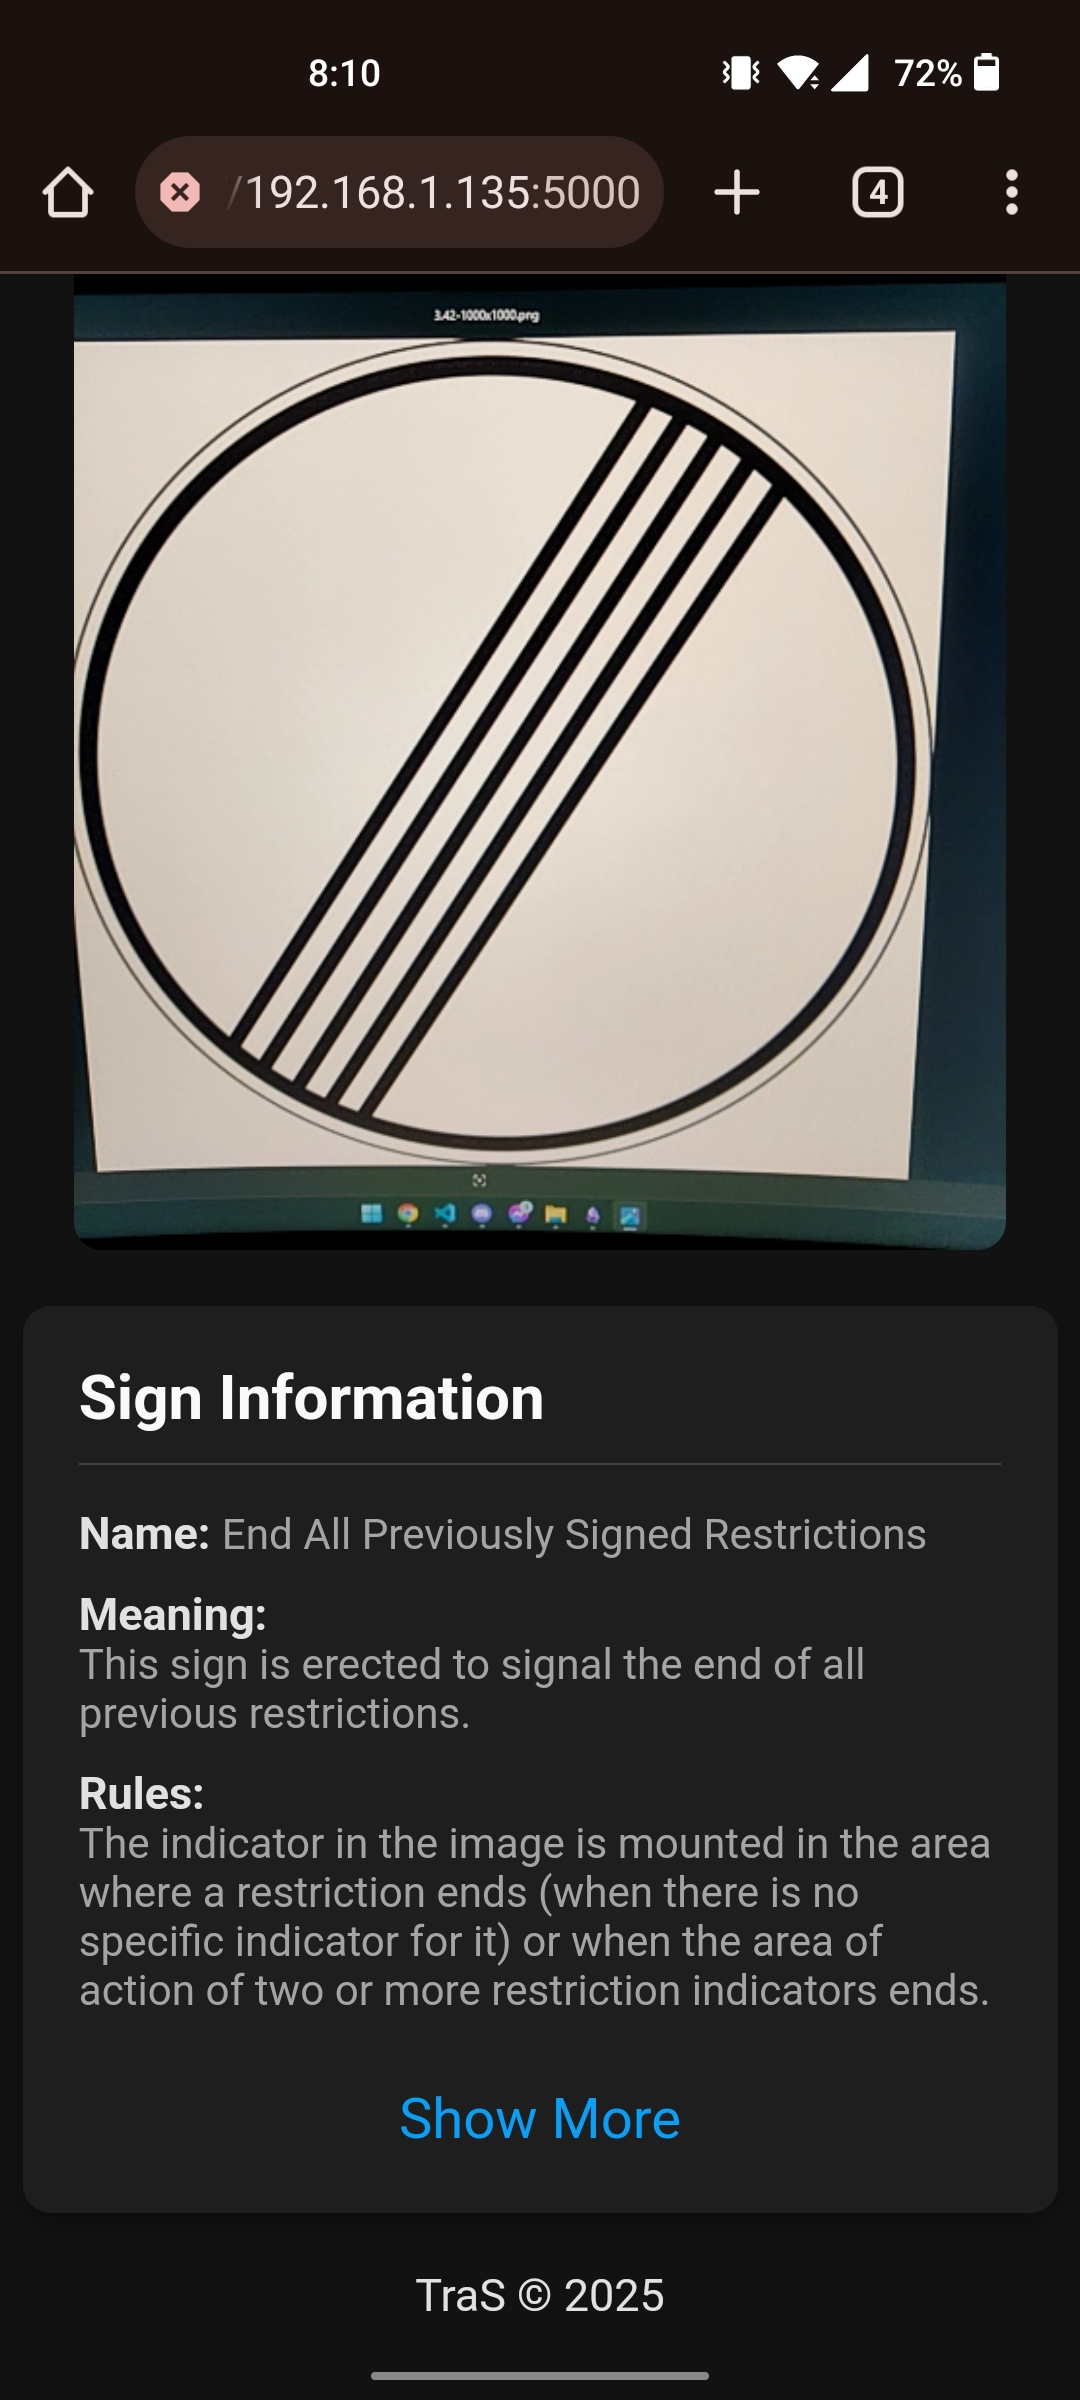 8:10
72%
/192.168.1.135:5000
4
3.42-1000x1000.png
Sign Information
Name: End All Previously Signed Restrictions
Meaning:
This sign is erected to signal the end of all
previous restrictions.
Rules:
The indicator in the image is mounted in the area
where a restriction ends (when there is no
specific indicator for it) or when the area of
action of two or more restriction indicators ends.
Show More
TraS © 2025